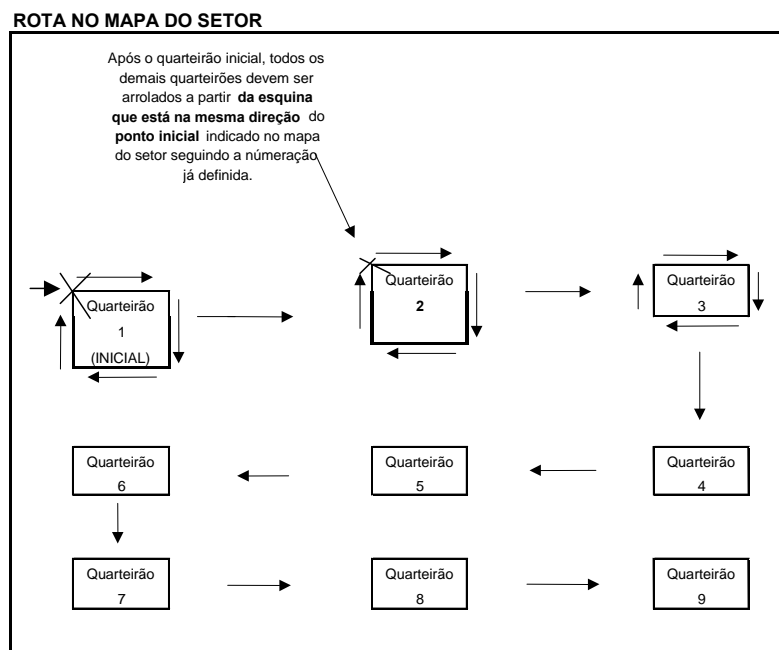 ROTA NO MAPA DO SETOR
Após o quarteirão inicial, todos os
demais quarteirões devem ser
arrolados a partir da esquina
que está na mesma direção do
ponto inicial indicado no mapa
do setor seguindo a númeração
já definida.
Quarteirão
1
(INICIAL)
Quarteirão
2
Quarteirão
3
Quarteirão
6
Quarteirão
5
Quarteirão
4
Quarteirão
7
Quarteirão
8
Quarteirão
9